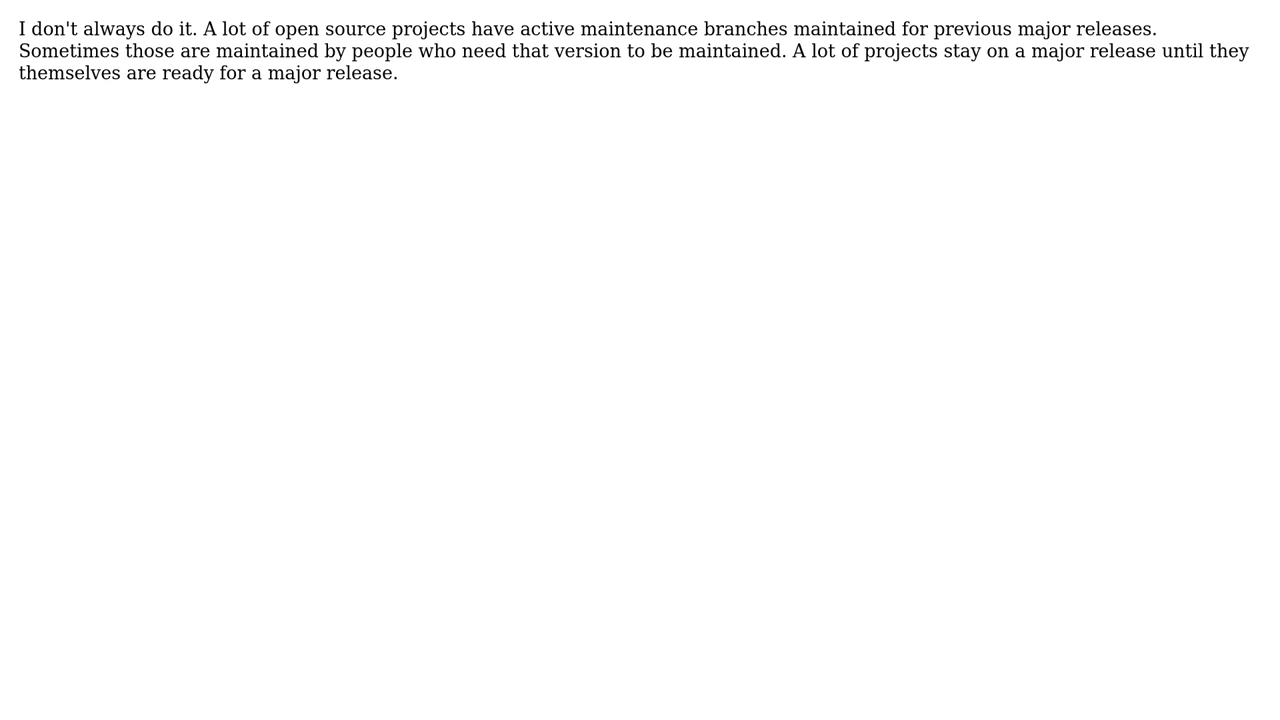 I don't always do it. A lot of open source projects have active maintenance branches maintained for previous major releases.
Sometimes those are maintained by people who need that version to be maintained. A lot of projects stay on a major release until they
themselves are ready for a major release.